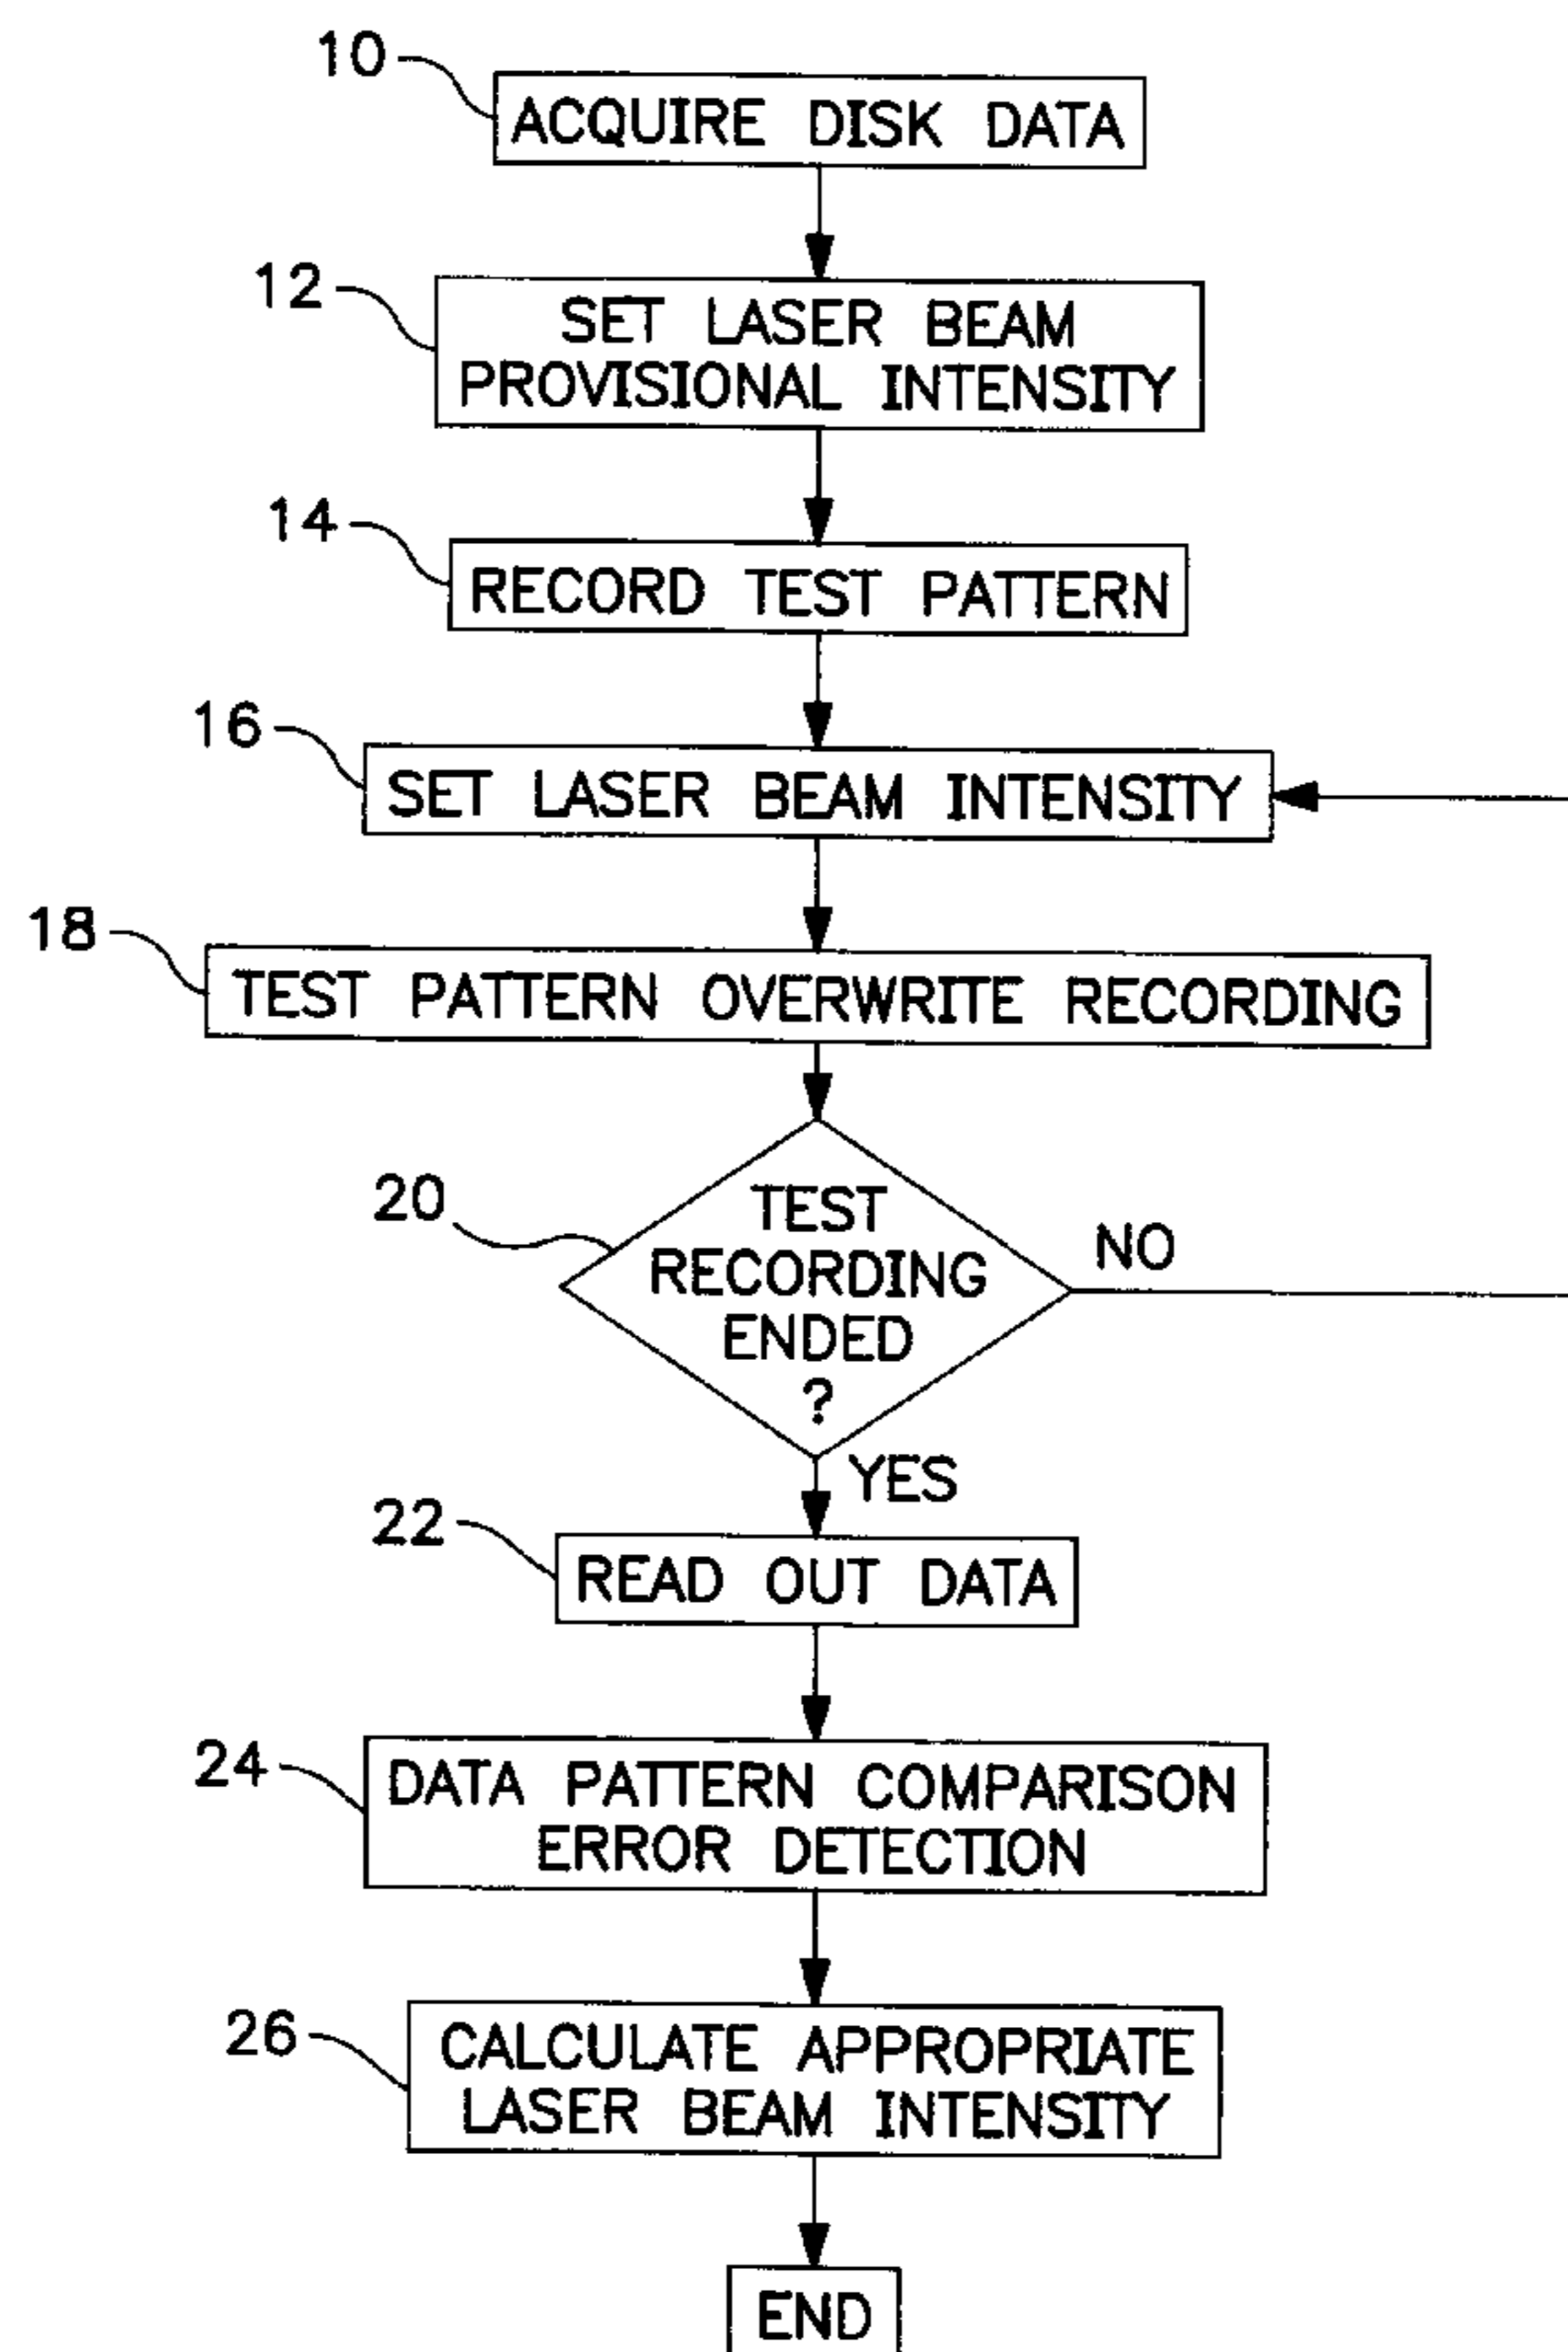 10
ACQUIRE DISK DATA
12
SET LASER BEAM
PROVISIONAL INTENSITY
14
RECORD TEST PATTERN
16
SET LASER BEAM INTENSITY
18
TEST PATTERN OVERWRITE RECORDING
20
TEST
RECORDING
ENDED
?
NO
YES
22
READ OUT DATA
24
DATA PATTERN COMPARISON
ERROR DETECTION
26
CALCULATE APPROPRIATE
LASER BEAM INTENSITY
END